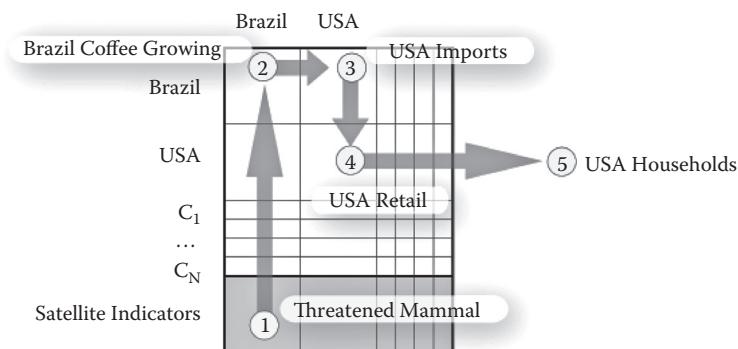 Brazil USA
Brazil Coffee Growing 2 3 USA Imports
Brazil
USA 4 5 USA Households
USA Retail
C1
...
CN
Satellite Indicators 1 Threatened Mammal